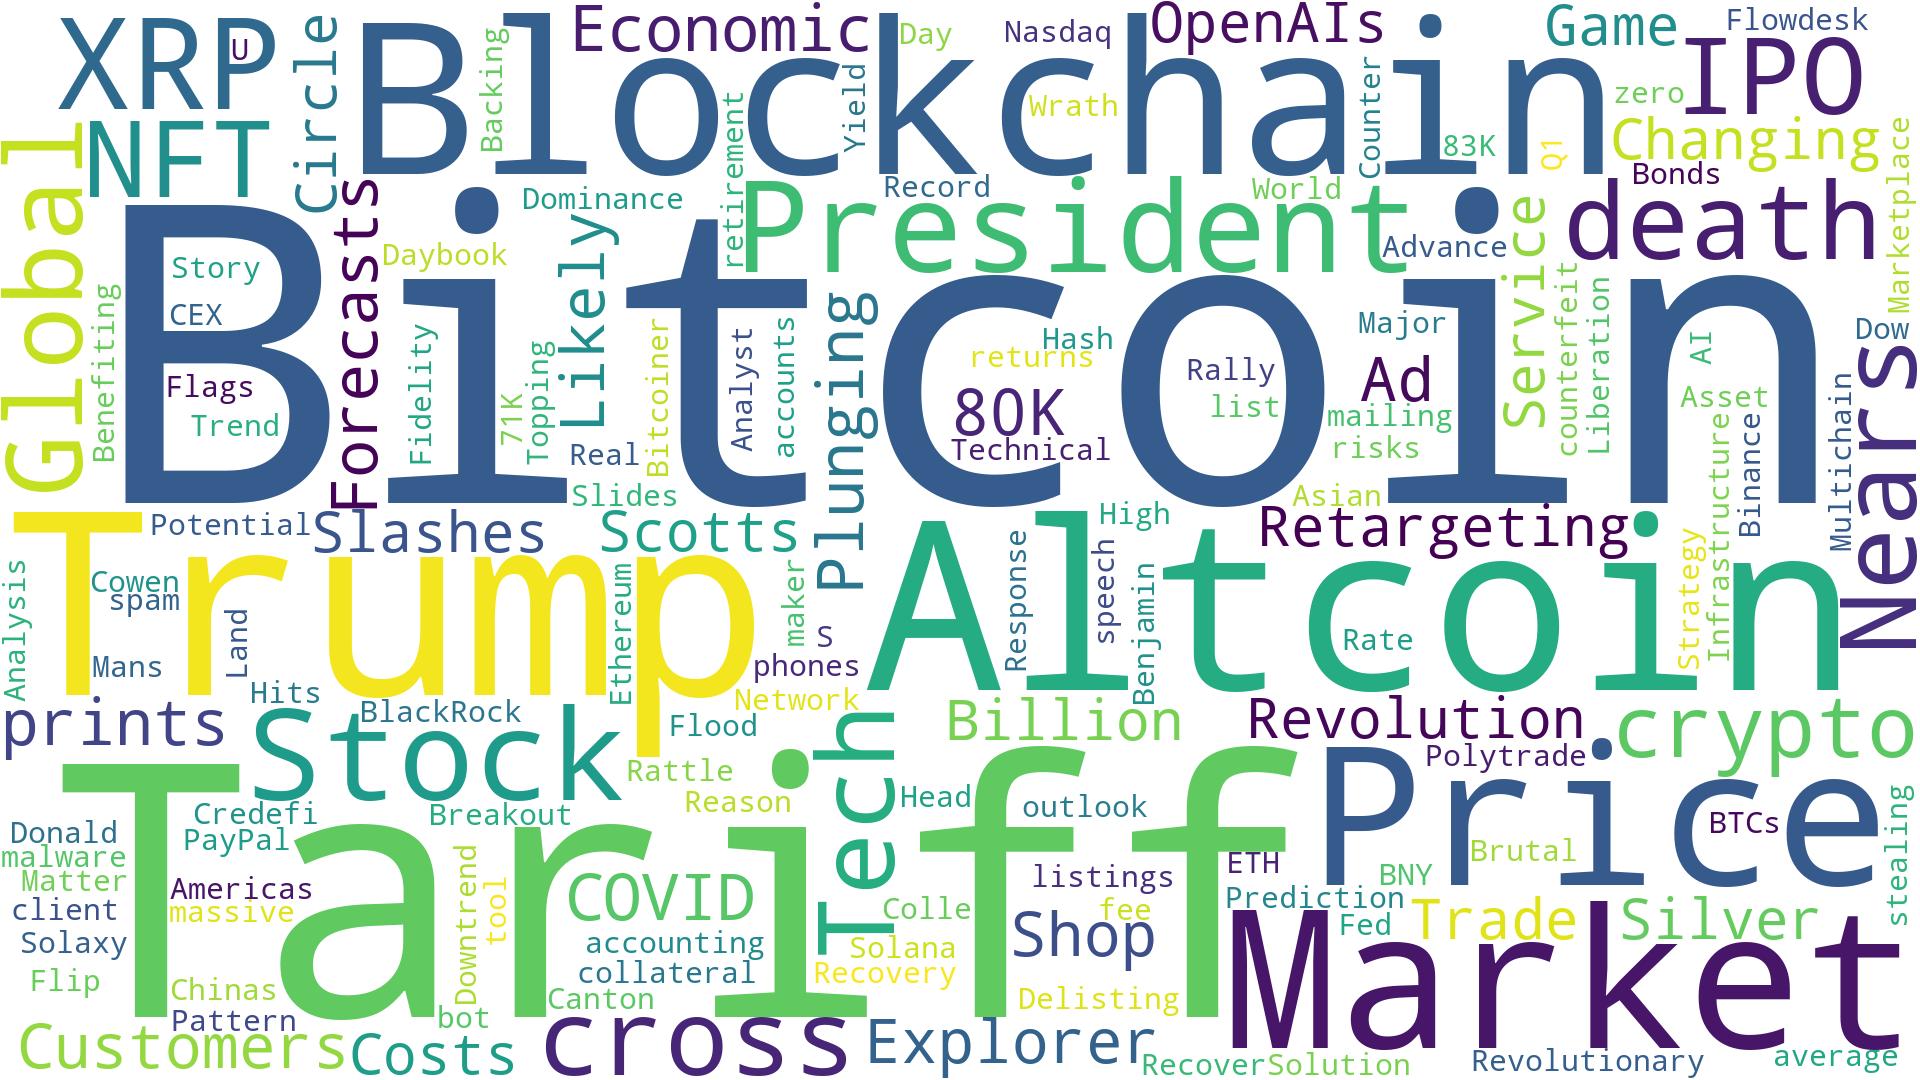 XRP
U
Circle
Blockchain
Backing
Economic
Day
Nasdaq
OpenAIs
Game
Flowdesk
IPO
NFT
Yield
Wrath
Counter
83K
Q1
zero
Changing
Marketplace
Global
Forecasts
Dominance
retirement
President
Record
World
Bonds
death
Bitcoin
Story
CEX
Flags
Trend
Benefiting
Daybook
Likely
Fidelity
71K
Topping
Real
Bitcoiner
Analyst
accounts
Slides
Plunging
Hash
returns
80K
Technical
Rally
list
Advance
Major
Ad
mailing
risks
Asian
Service
counterfeit
Liberation
AI
Asset
Infrastructure
Binance
Multichain
Dow
Nears
Trump
Potential
Slashes
Scotts
Altcoin
High
Retargeting
Analysis
Cowen
spam
Mans
Land
Hits
Ethereum
maker
S
phones
Network
Response
speech
Benjamin
Rate
Strategy
prints
Stock
BlackRock
Flood
Rattle
Reason
Tech
Billion
Revolution
crypto
Tariff
Credefi
PayPal
Breakout
Donald
malware
Matter
client
Solaxy
Flip
Americas
massive
Chinas
Pattern
Downtrend
tool
bot
COVID
accounting
collateral
Canton
Head
outlook
Colle
Solana
Recovery
listings
fee
Shop
Delisting
Price
Polytrade
BTCs
Brutal
ETH
BNY
Prediction
Fed
Trade
Silver
stealing
Market
Customers
Costs
cross
Explorer
Recover
Solution
Revolutionary
average